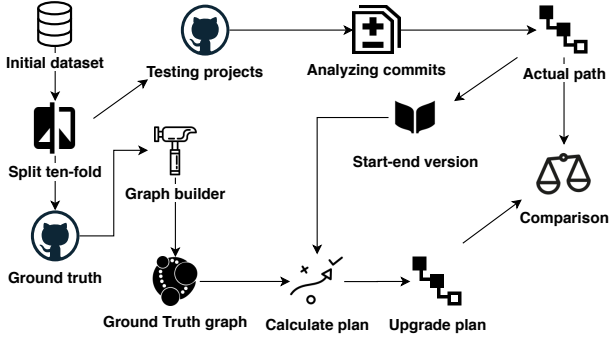 Initial dataset
Testing projects
Analyzing commits
Actual path
Split ten-fold
Start-end version
Graph builder
Comparison
Ground truth
Ground Truth graph
Calculate plan
Upgrade plan